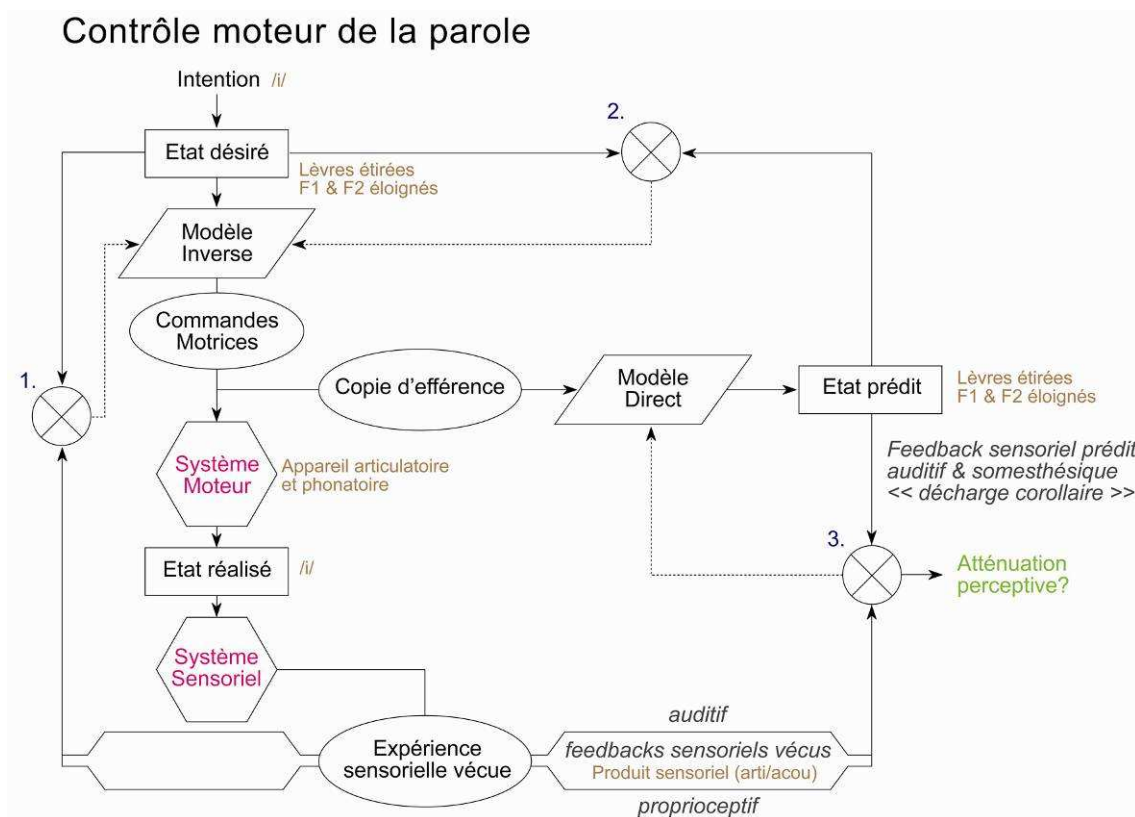 Contrôle moteur de la parole
Intention /i/
2.
Etat désiré
Lèvres étirées
F1 & F2 éloignés
Modèle
Inverse
Commandes
Motrices
1.
Copie d'efférence
Modèle
Direct
Etat prédit
Lèvres étirées
F1 & F2 éloignés
Système
Moteur
Appareil articulatoire
et phonatoire
Feedback sensoriel prédit
auditif & somesthésique
<< décharge corollaire >>
3.
Etat réalisé /i/
Atténuation
perceptive?
Système
Sensoriel
auditif
Expérience
sensorielle vécue
feedbacks sensoriels vécus
Produit sensoriel (arti/acou)
proprioceptif